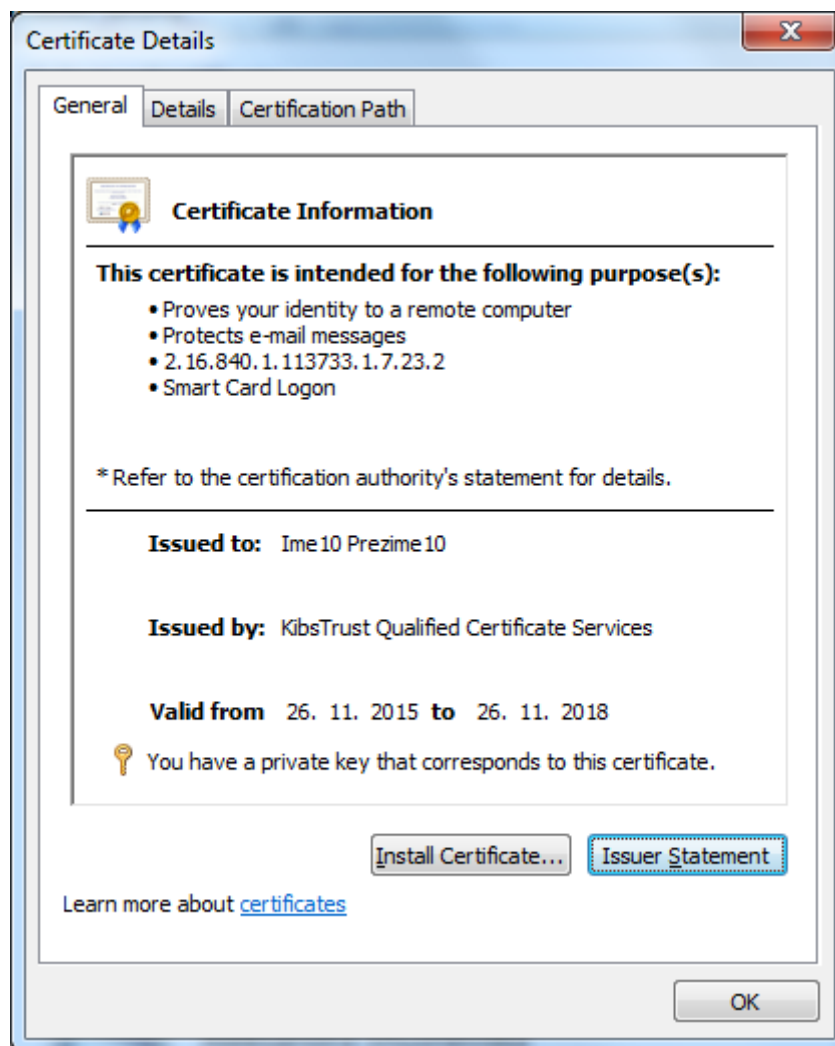 Certificate Details
General Details Certification Path
Certificate Information
This certificate is intended for the following purpose(s):
• Proves your identity to a remote computer
• Protects e-mail messages
• 2.16.840.1.113733.1.7.23.2
• Smart Card Logon
* Refer to the certification authority's statement for details.
Issued to: Ime10 Prezime10
Issued by: KibsTrust Qualified Certificate Services
Valid from 26. 11. 2015 to 26. 11. 2018
You have a private key that corresponds to this certificate.
Install Certificate... Issuer Statement
Learn more about certificates
OK